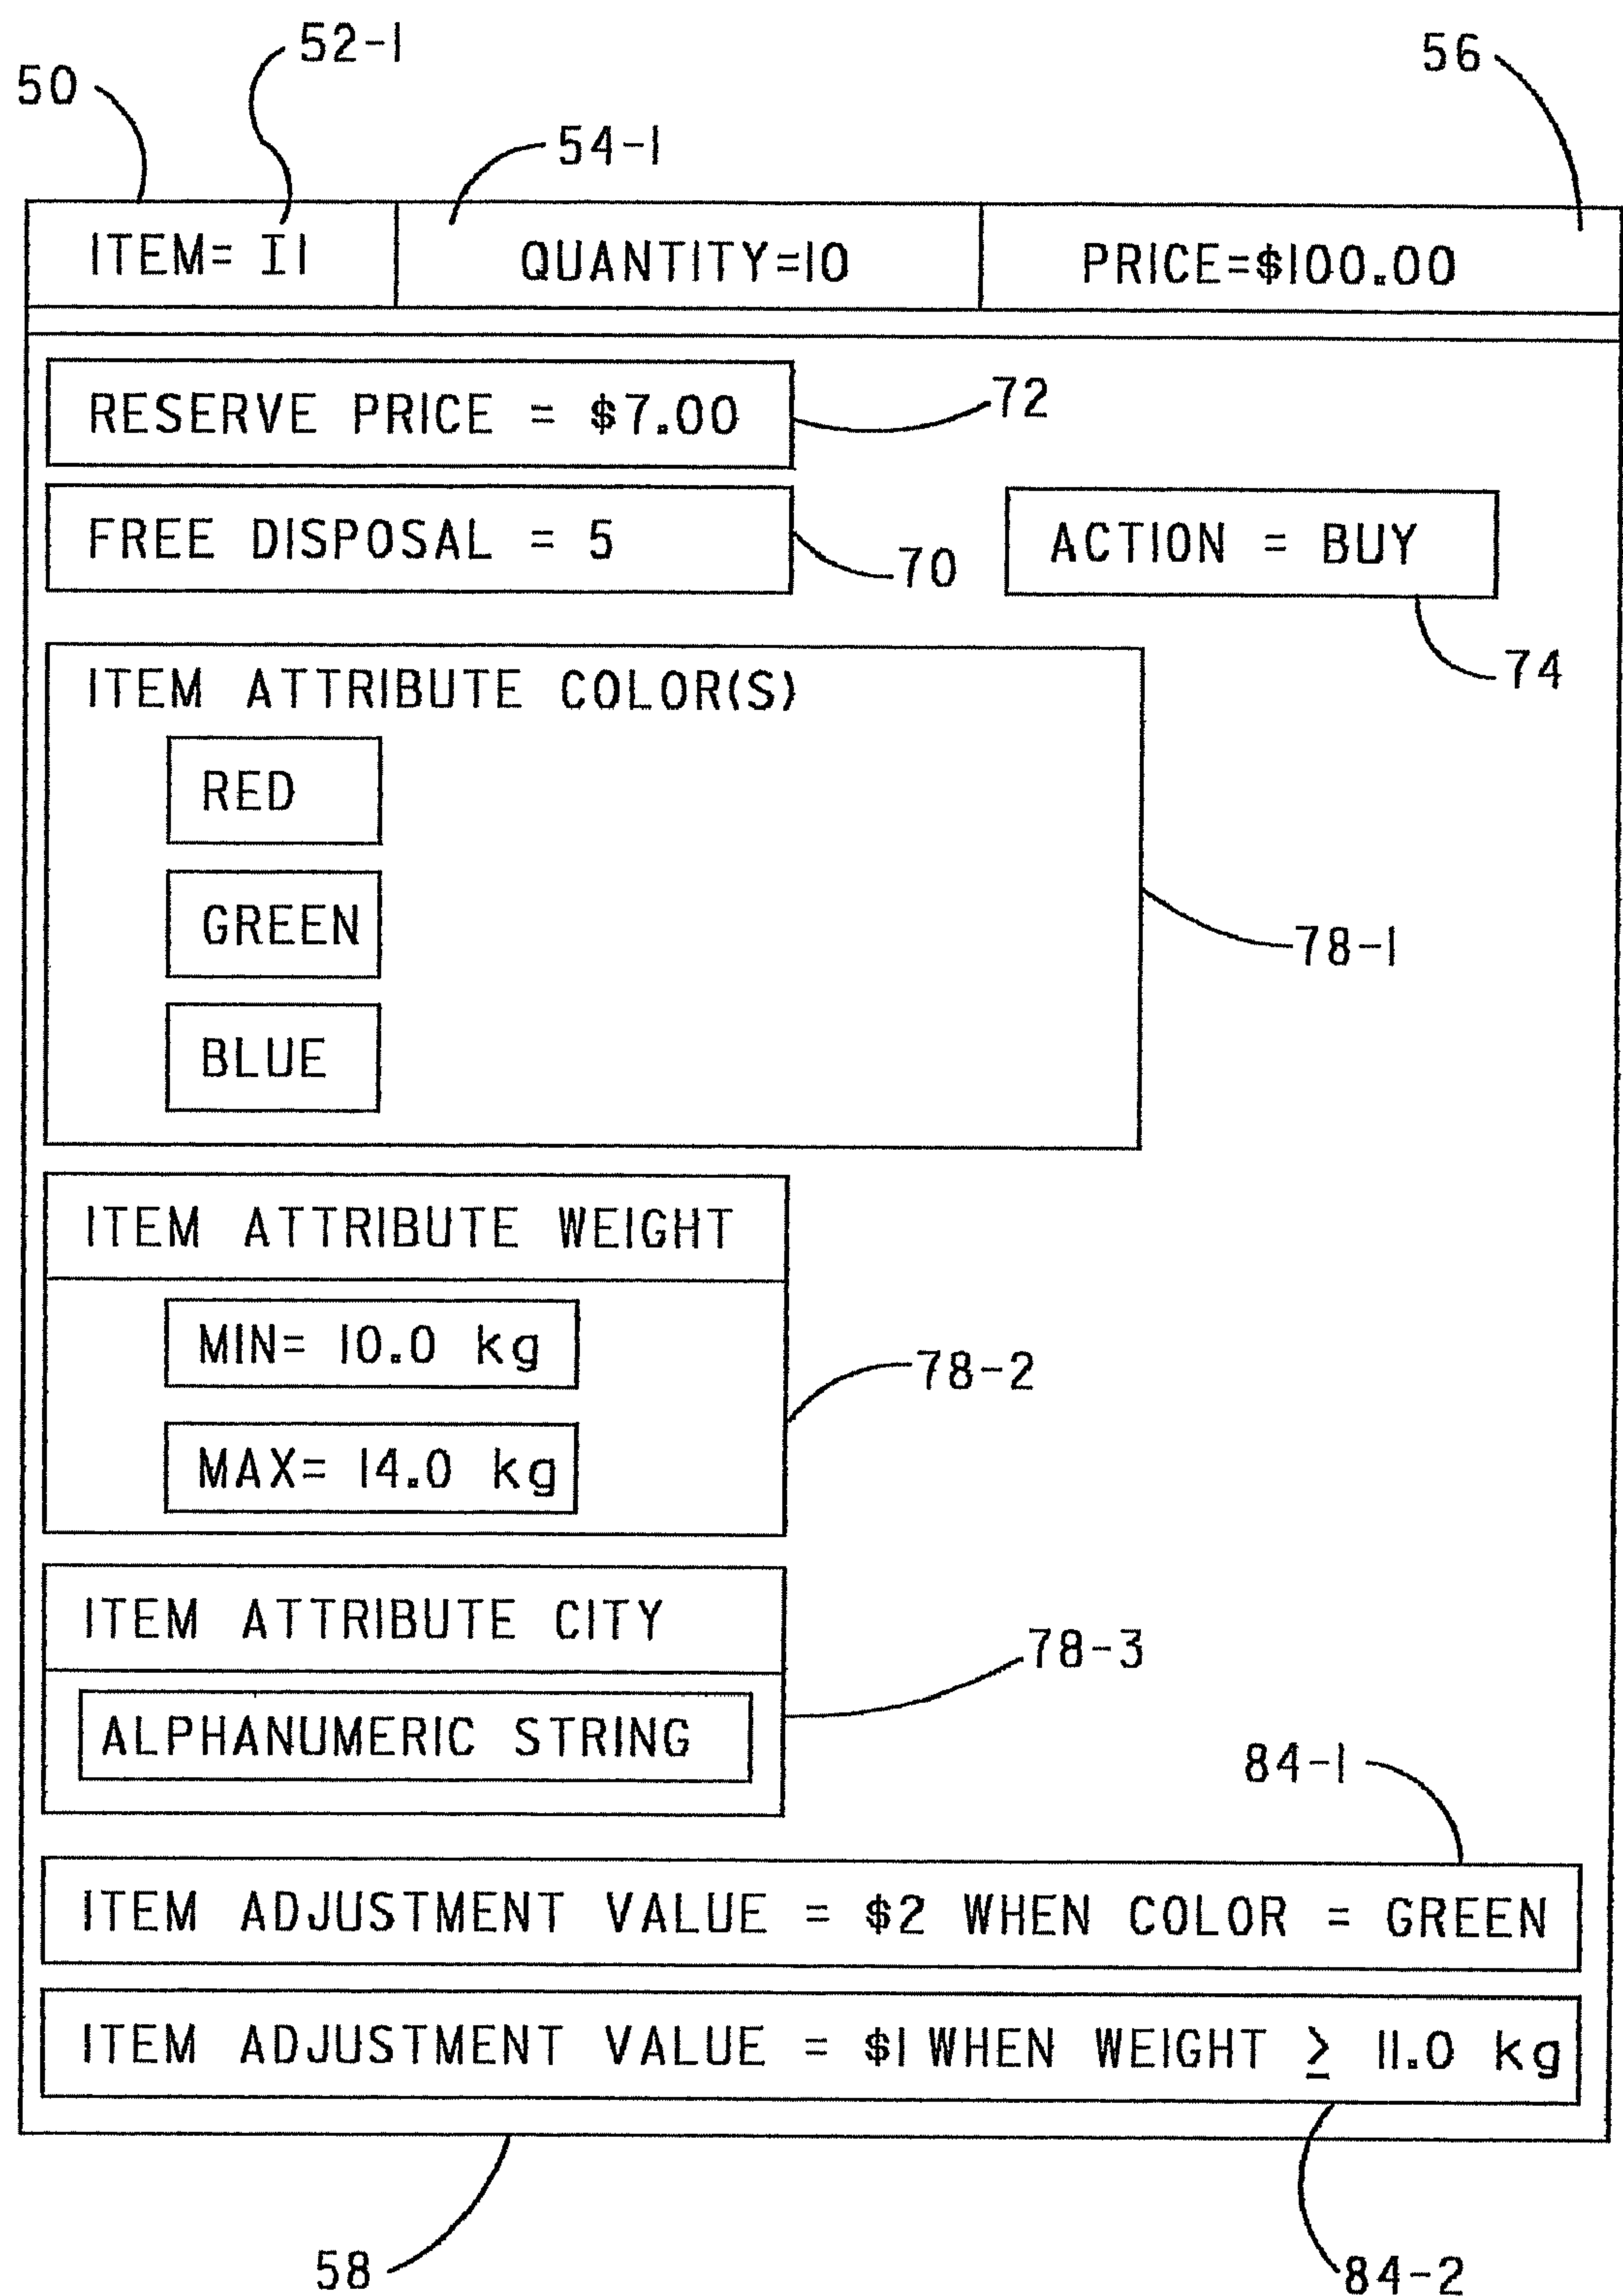 52-1
56
50
54-1
ITEM= I1 QUANTITY=10 PRICE=$100.00
RESERVE PRICE = $7.00
72
FREE DISPOSAL = 5
70
ACTION = BUY
74
ITEM ATTRIBUTE COLOR(S)
RED
GREEN
BLUE
78-1
ITEM ATTRIBUTE WEIGHT
MIN= 10.0 kg
78-2
MAX= 14.0 kg
ITEM ATTRIBUTE CITY
78-3
ALPHANUMERIC STRING
84-1
ITEM ADJUSTMENT VALUE = $2 WHEN COLOR = GREEN
ITEM ADJUSTMENT VALUE = $1 WHEN WEIGHT ≥ 11.0 kg
58
84-2